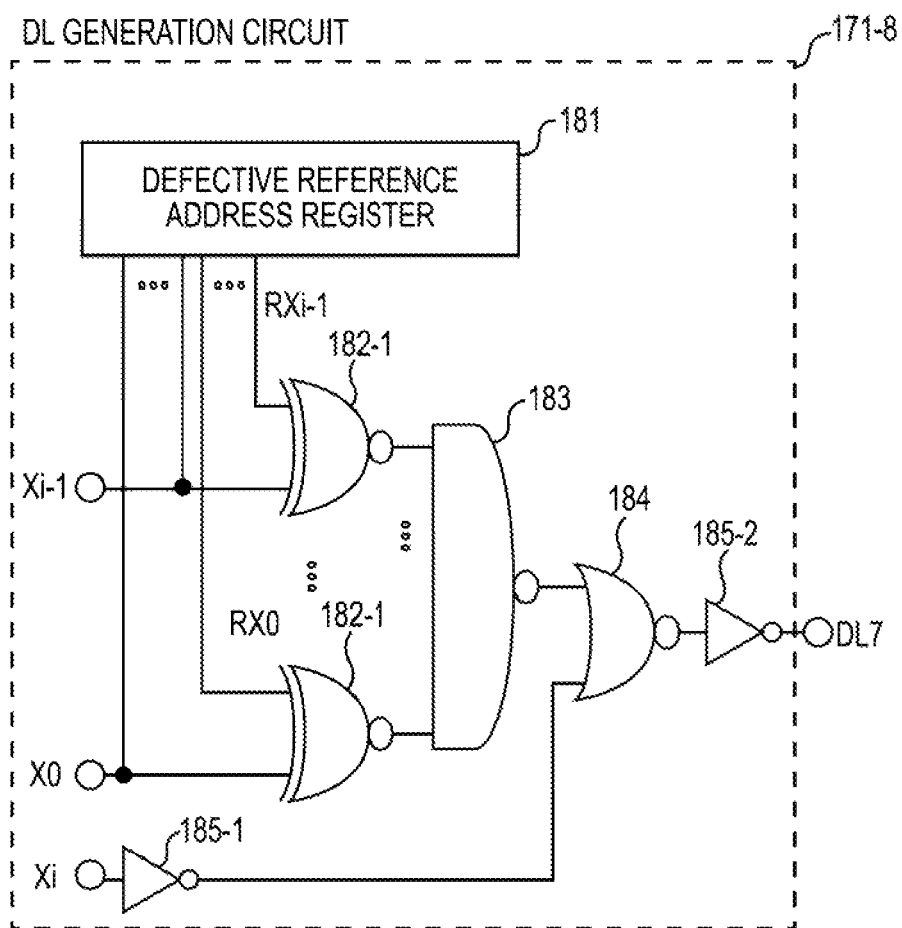 DL GENERATION CIRCUIT
171-8
181
DEFECTIVE REFERENCE
ADDRESS REGISTER
RXi-1
182-1
183
Xi-1
184
185-2
RX0
182-1
DL7
X0
185-1
Xi